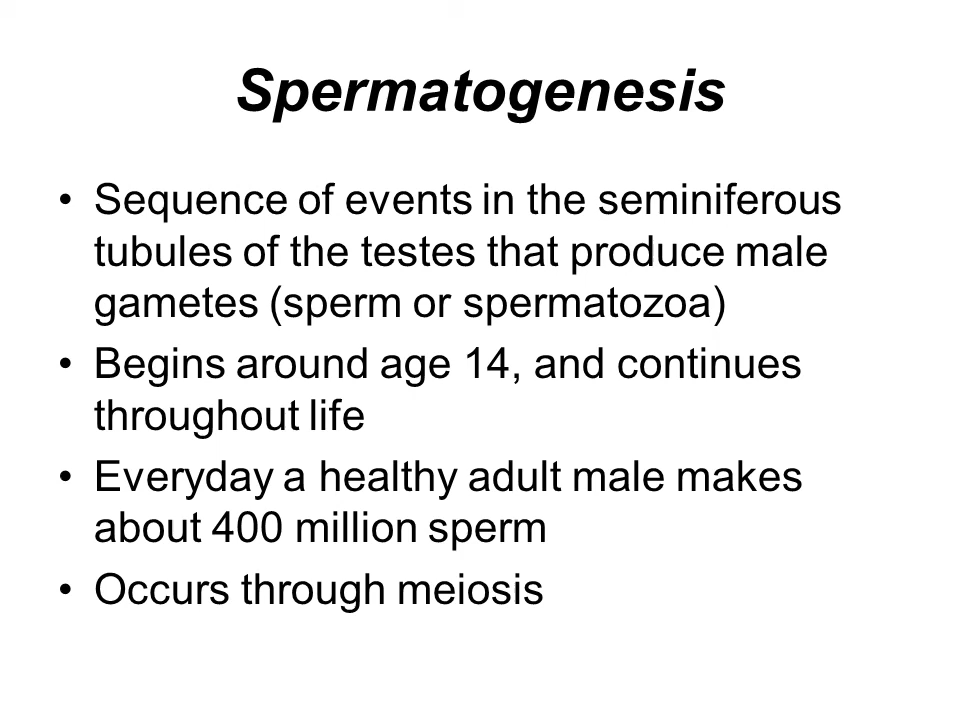 Spermatogenesis
• Sequence of events in the seminiferous
tubules of the testes that produce male
gametes (sperm or spermatozoa)
• Begins around age 14, and continues
throughout life
• Everyday a healthy adult male makes
about 400 million sperm
• Occurs through meiosis